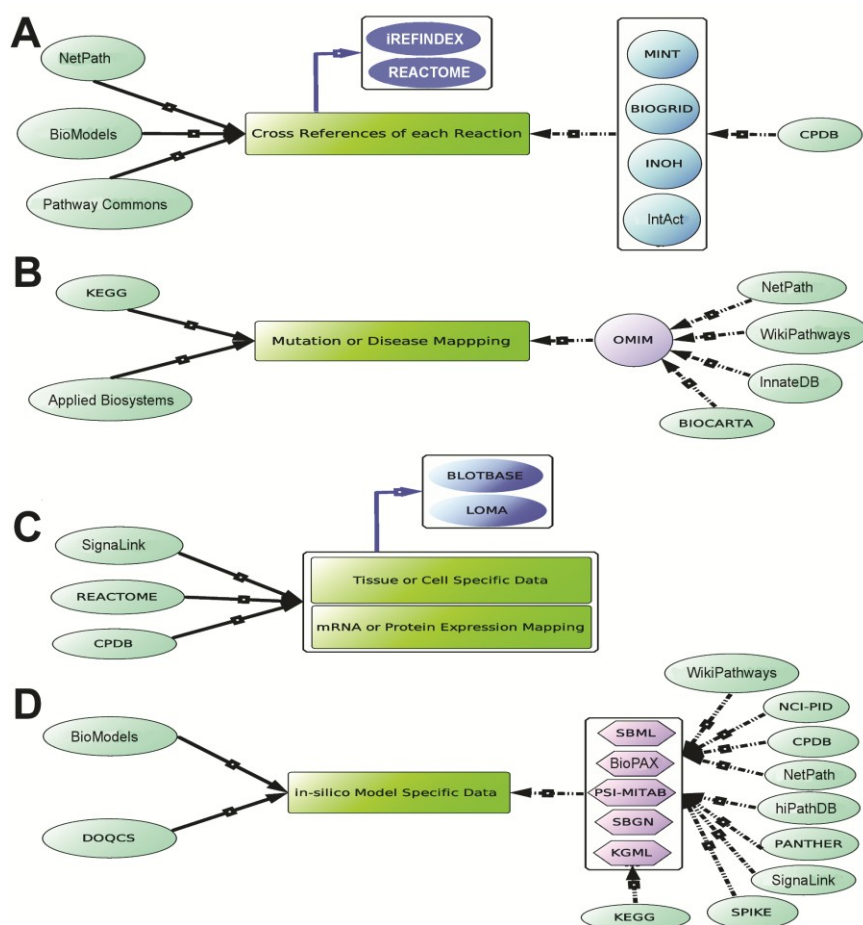 A
iREFINDEX
REACTOME
NetPath
BioModels
Pathway Commons
Cross References of each Reaction
MINT
BIOGRID
INOH
IntAct
CPDB
B
KEGG
Applied Biosystems
Mutation or Disease Mappping
OMIM
NetPath
WikiPathways
InnateDB
BIOCARTA
C
BLOTBASE
LOMA
SignaLink
REACTOME
CPDB
Tissue or Cell Specific Data
mRNA or Protein Expression Mapping
D
BioModels
DOQCS
in-silico Model Specific Data
SBML
BioPAX
PSI-MITAB
SBGN
KGML
WikiPathways
NCI-PID
CPDB
NetPath
hiPathDB
PANTHER
SignaLink
SPIKE
KEGG